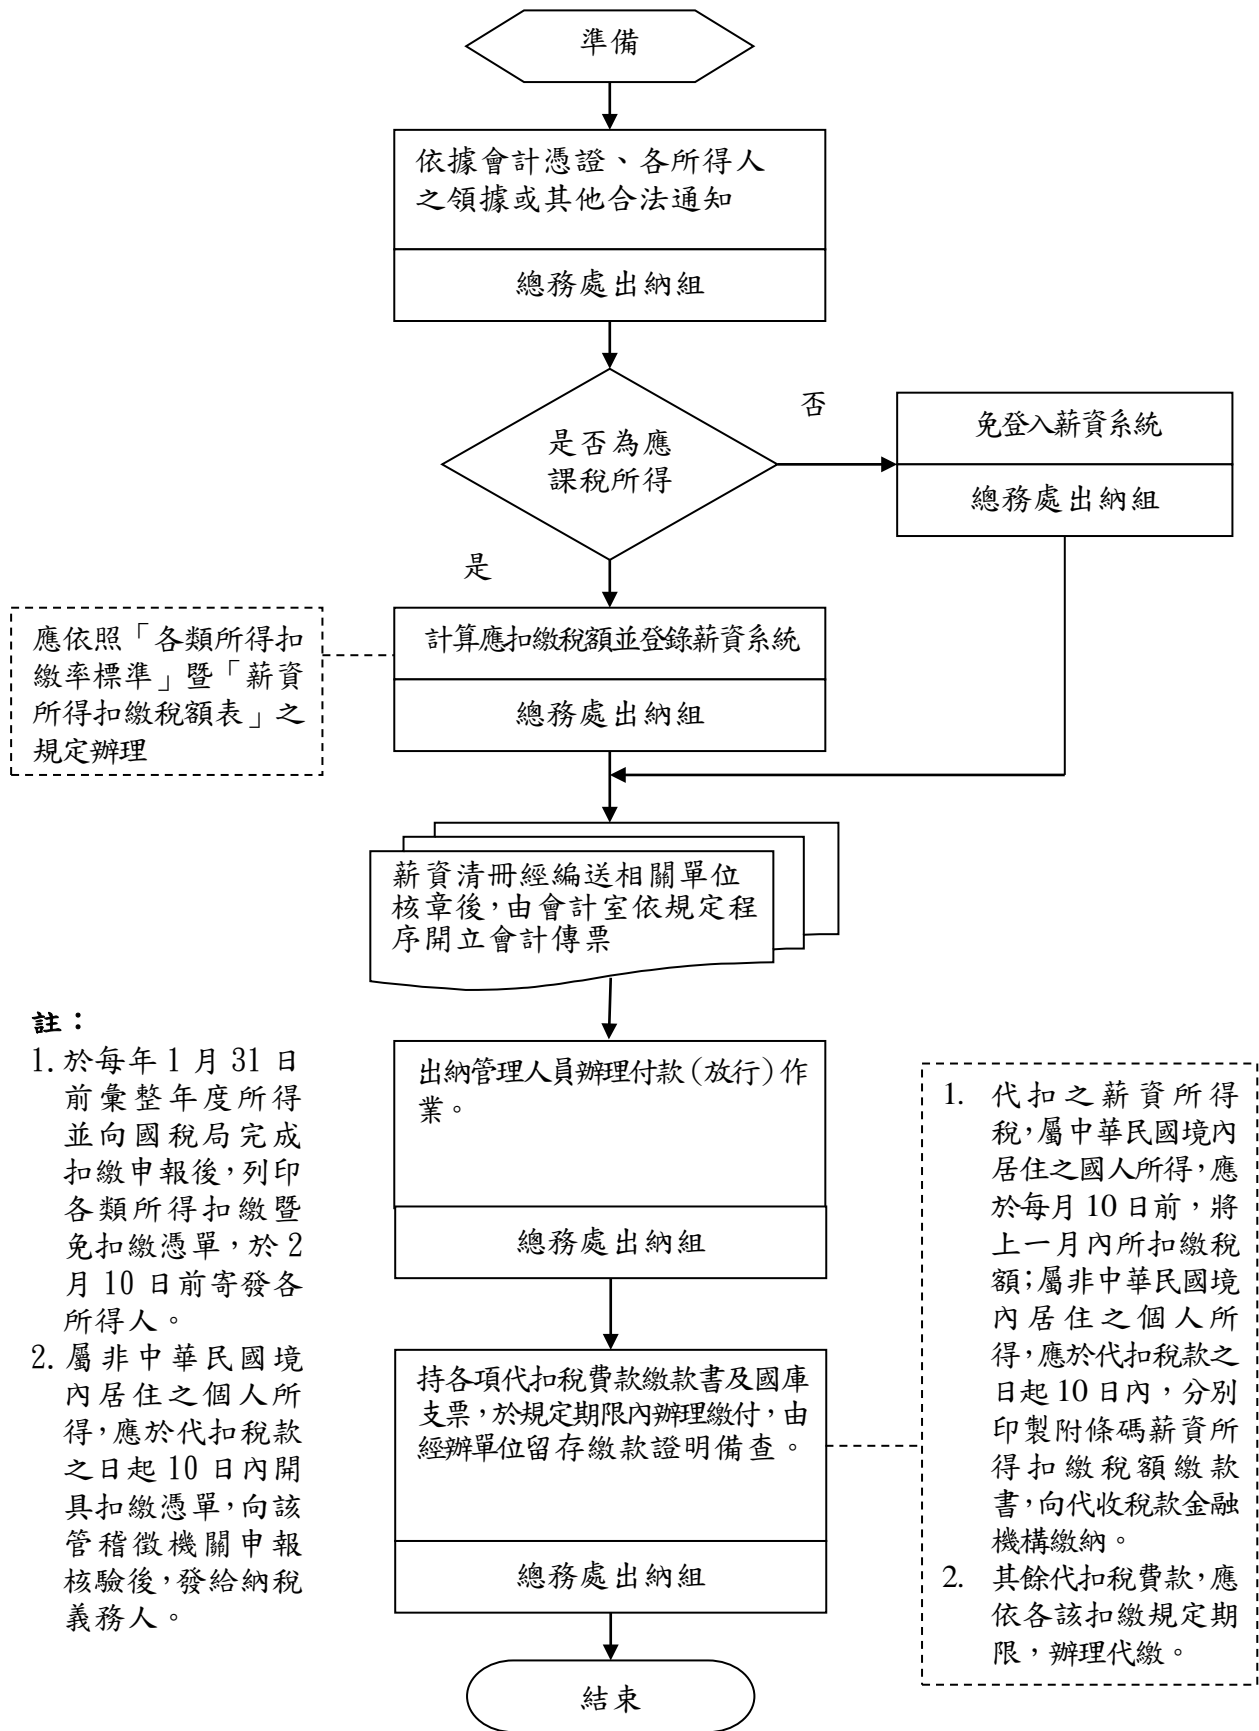 準備
依據會計憑證、各所得人
之領據或其他合法通知
總務處出納組
是否為應
課稅所得
否
免登入薪資系統
總務處出納組
是
應依照「各類所得扣
繳率標準」暨「薪資
所得扣繳稅額表」之
規定辦理
計算應扣繳稅額並登錄薪資系統
總務處出納組
薪資清冊經編送相關單位
核章後,由會計室依規定程
序開立會計傳票
出納管理人員辦理付款(放行)作
業。
總務處出納組
持各項代扣稅費款繳款書及國庫
支票,於規定期限內辦理繳付,由
經辦單位留存繳款證明備查。
總務處出納組
結束
註:
1. 於每年 1 月 31 日
前彙整年度所得
並向國稅局完成
扣繳申報後,列印
各類所得扣繳暨
免扣繳憑單,於 2
月 10 日前寄發各
所得人。
2. 屬非中華民國境
內居住之個人所
得,應於代扣稅款
之日起 10 日內開
具扣繳憑單,向該
管稽徵機關申報
核驗後,發給納稅
義務人。
1. 代扣之薪資所得
稅,屬中華民國境內
居住之國人所得,應
於每月 10 日前,將
上一月內所扣繳稅
額;屬非中華民國境
內居住之個人所
得,應於代扣稅款之
日起 10 日內,分別
印製附條碼薪資所
得扣繳稅額繳款
書,向代收稅款金融
機構繳納。
2. 其餘代扣稅費款,應
依各該扣繳規定期
限,辦理代繳。